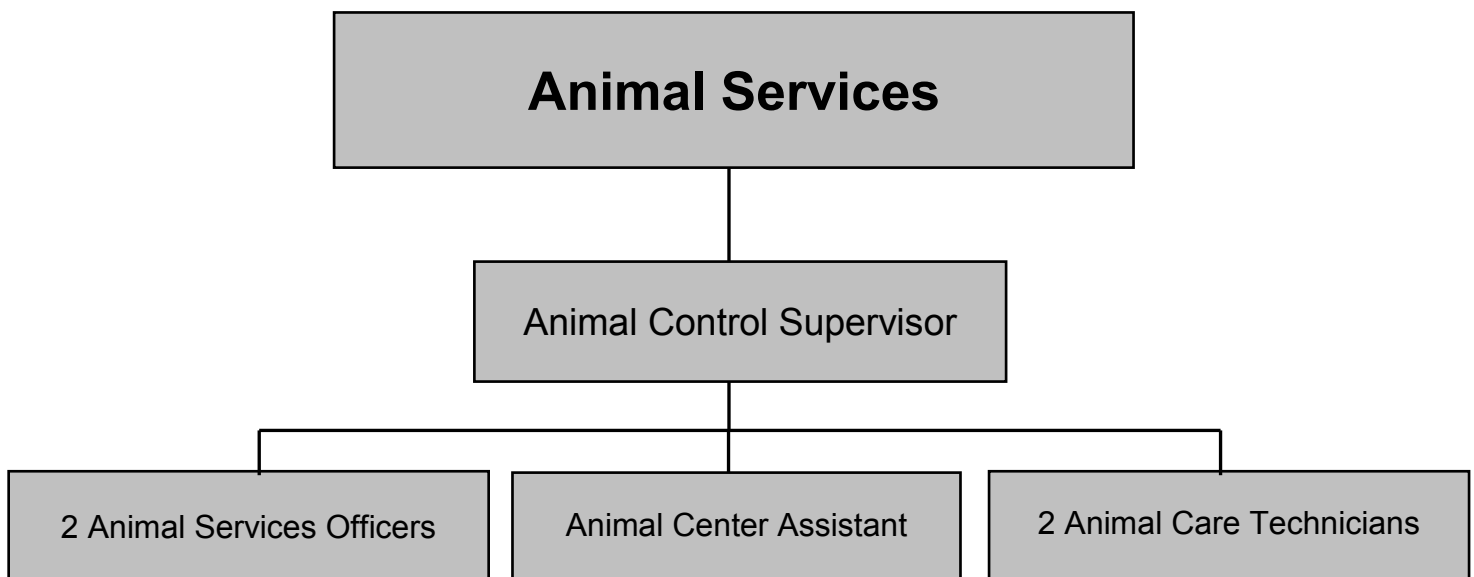 Animal Services
Animal Control Supervisor
2 Animal Services Officers
Animal Center Assistant
2 Animal Care Technicians